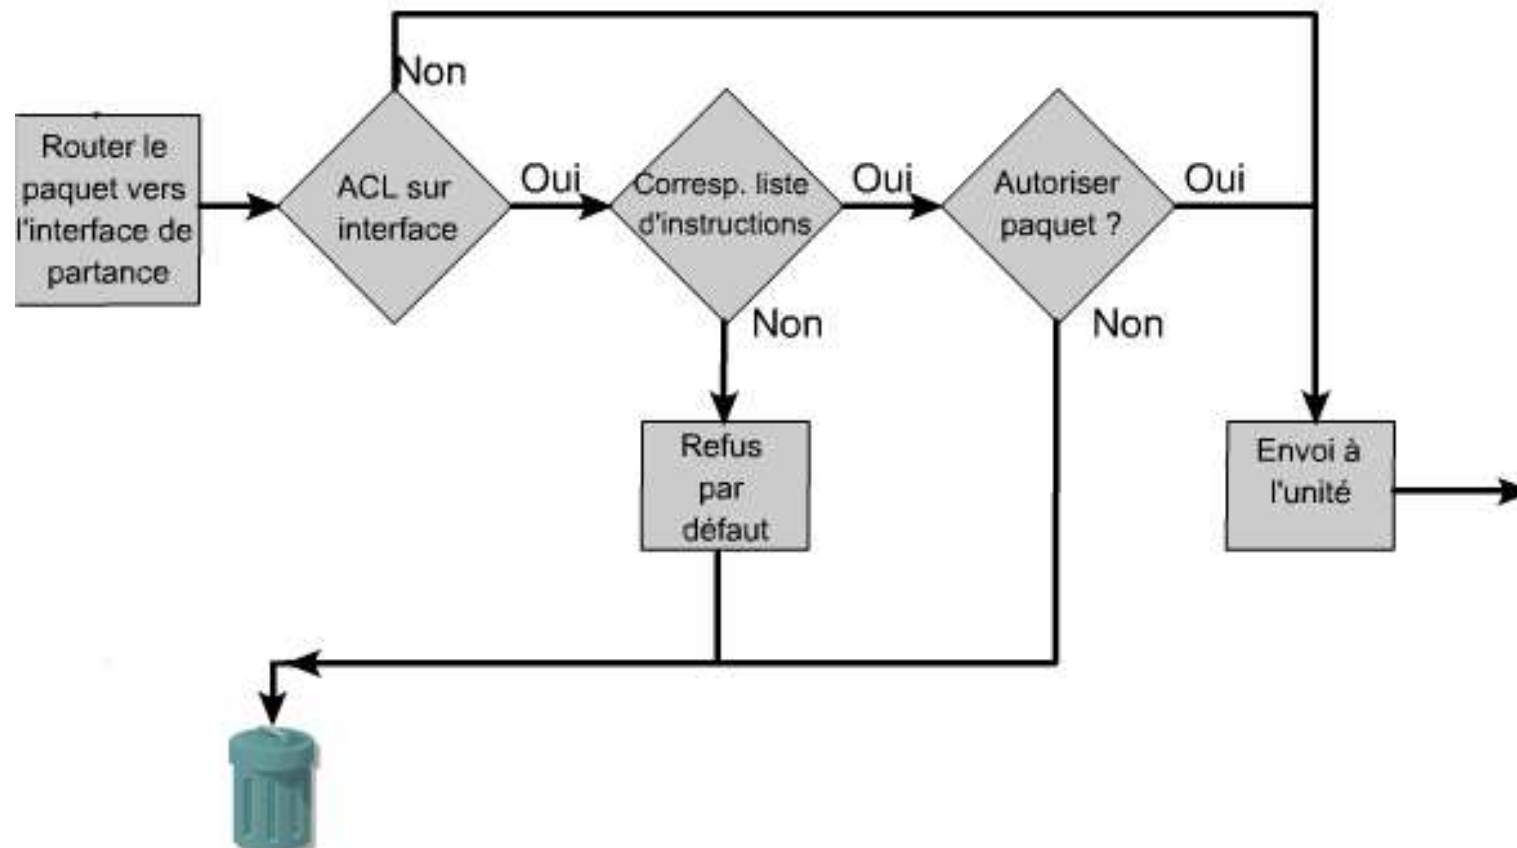 Non
Router le
paquet vers
l'interface de
partance
ACL sur
interface
Oui
Corresp. liste
d'instructions
Oui
Autoriser
paquet ?
Oui
Non
Non
Refus
par
défaut
Envoi à
l'unité